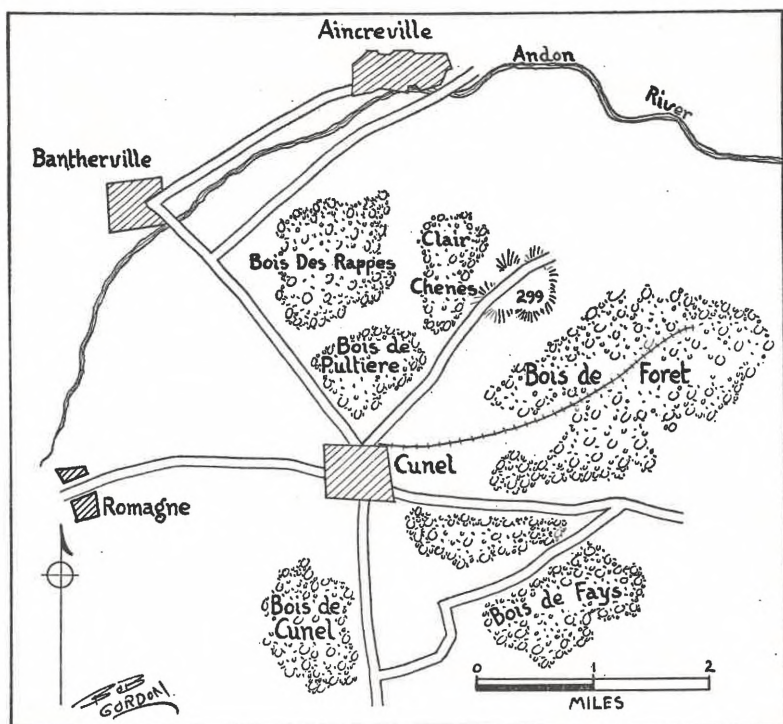 Aincreville
Andon
River
Bantherville
Clair
Bois Des Rappes
Chenes
299
Bois de
Pultiere
Bois de Foret
Cunel
Romagne
Bois de Fays
Bois de
Cunel
0 1 2
MILES
BOB
GORDON.